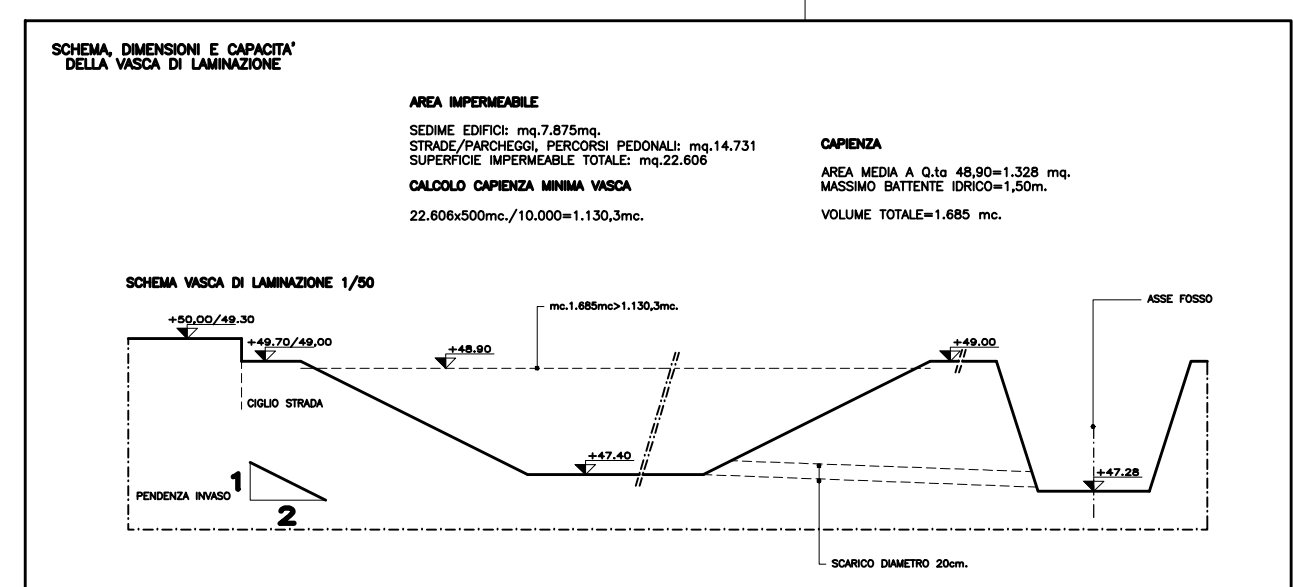 SCHEMA, DIMENSIONI E CAPACITA'
DELLA VASCA DI LAMINAZIONE
AREA IMPERMEABILE
SEDIME EDIFICI: mq.7.875mq.
STRADE/PARCHEGGI, PERCORSI PEDONALI: mq.14.731
SUPERFICIE IMPERMEABLE TOTALE: mq.22.606
CALCOLO CAPIENZA MINIMA VASCA
22.606x500mc./10.000=1.130,3mc.
CAPIENZA
AREA MEDIA A Q.ta 48,90=1.328 mq.
MASSIMO BATTENTE IDRICO=1,50m.
VOLUME TOTALE=1.685 mc.
SCHEMA VASCA DI LAMINAZIONE 1/50
mc.1.685mc>1.130,3mc.
ASSE FOSSO
+50,00/49.30
+49.70/49,00
+48.90
+49.00
CIGLIO STRADA
+47.40
+47.28
PENDENZA INVASO
1
2
SCARICO DIAMETRO 20cm.